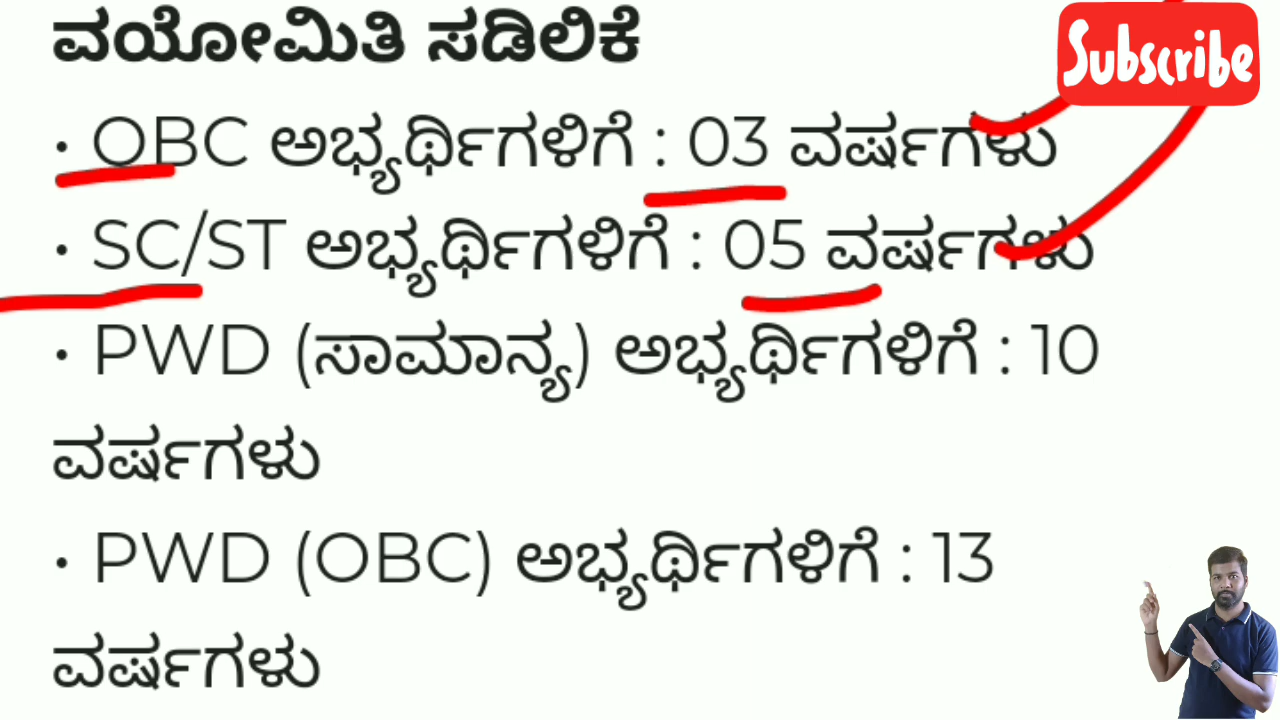 ವಯೋಮಿತಿ ಸಡಿಲಿಕೆ
Subscribe
• OBC ಅಭ್ಯರ್ಥಿಗಳಿಗೆ : 03 ವರ್ಷಗಳು
• SC/ST ಅಭ್ಯರ್ಥಿಗಳಿಗೆ : 05 ವರ್ಷಗಳು
• PWD (ಸಾಮಾನ್ಯ) ಅಭ್ಯರ್ಥಿಗಳಿಗೆ : 10
ವರ್ಷಗಳು
• PWD (OBC) ಅಭ್ಯರ್ಥಿಗಳಿಗೆ : 13
ವರ್ಷಗಳು